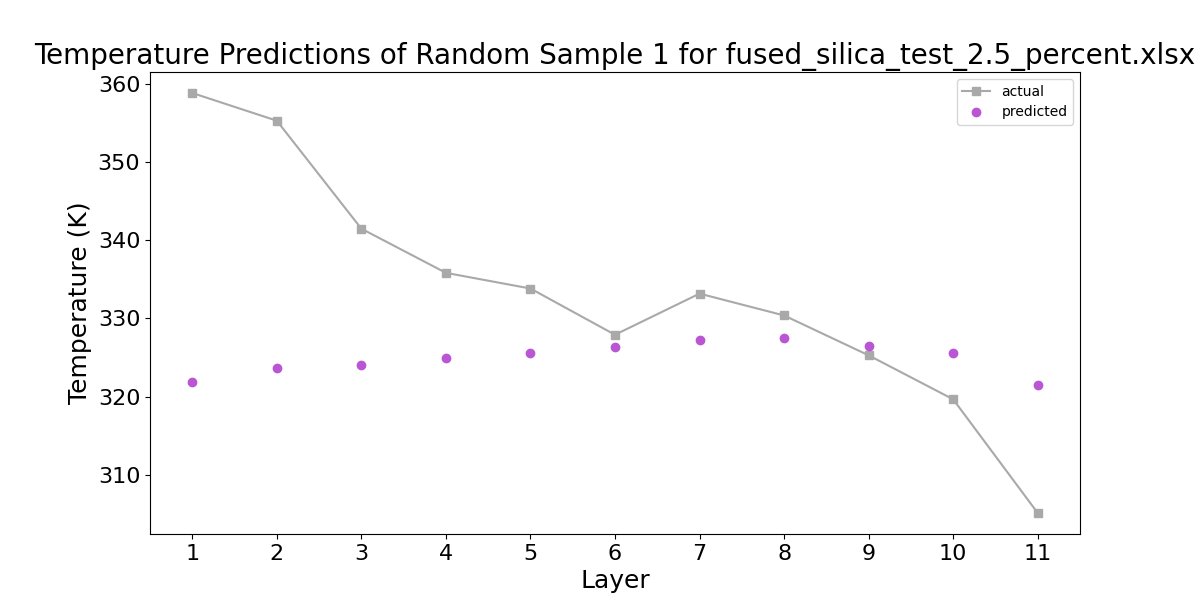 Temperature Predictions of Random Sample 1 for fused_silica_test_2.5_percent.xlsx
actual
predicted
Temperature (K)
360
350
340
330
320
310
1 2 3 4 5 6 7 8 9 10 11
Layer